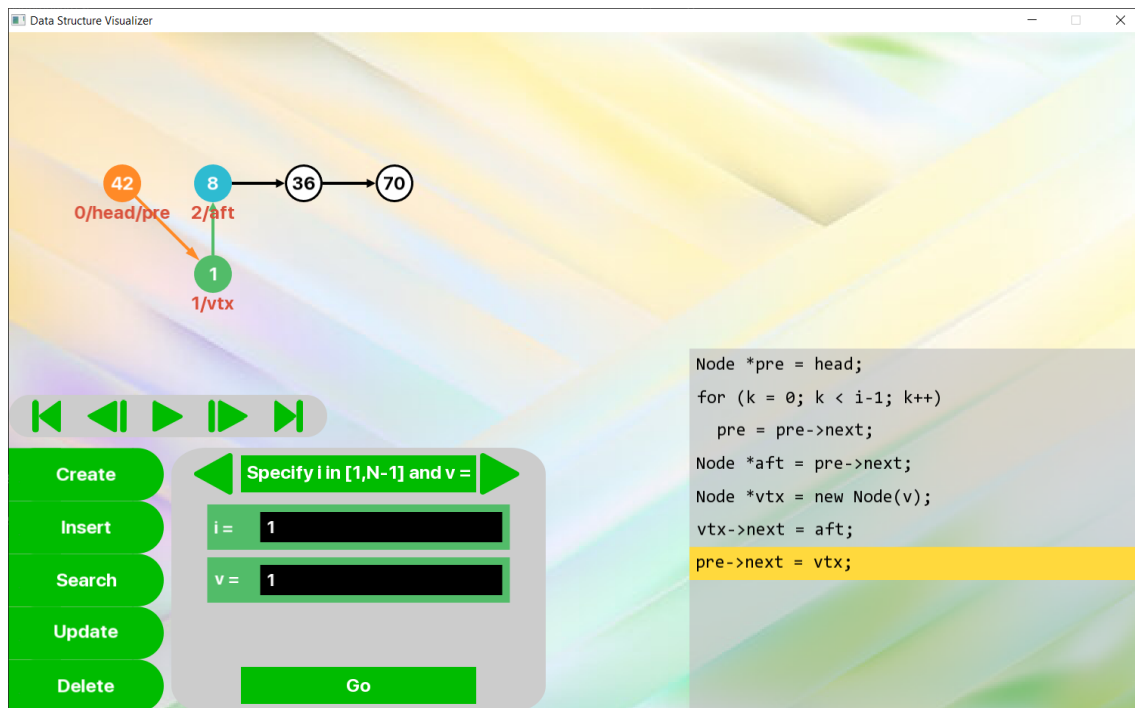 Data Structure Visualizer
42 8 36 70
0/head/pre 2/aft
1
1/vtx
Node *pre = head;
for (k = 0; k < i-1; k++)
pre = pre->next;
Node *aft = pre->next;
Node *vtx = new Node(v);
vtx->next = aft;
pre->next = vtx;
Create
Insert
Search
Update
Delete
Specify i in [1,N-1] and v =
i = 1
v = 1
Go